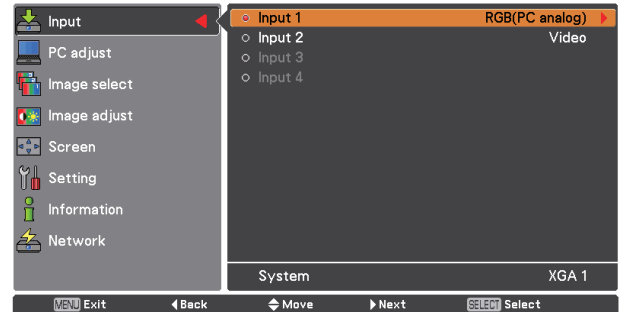 Input
PC adjust
Image select
Image adjust
Screen
Setting
Information
Network
Input 1 RGB(PC analog)
Input 2 Video
Input 3
Input 4
System XGA 1
MENU Exit Back Move Next SELECT Select